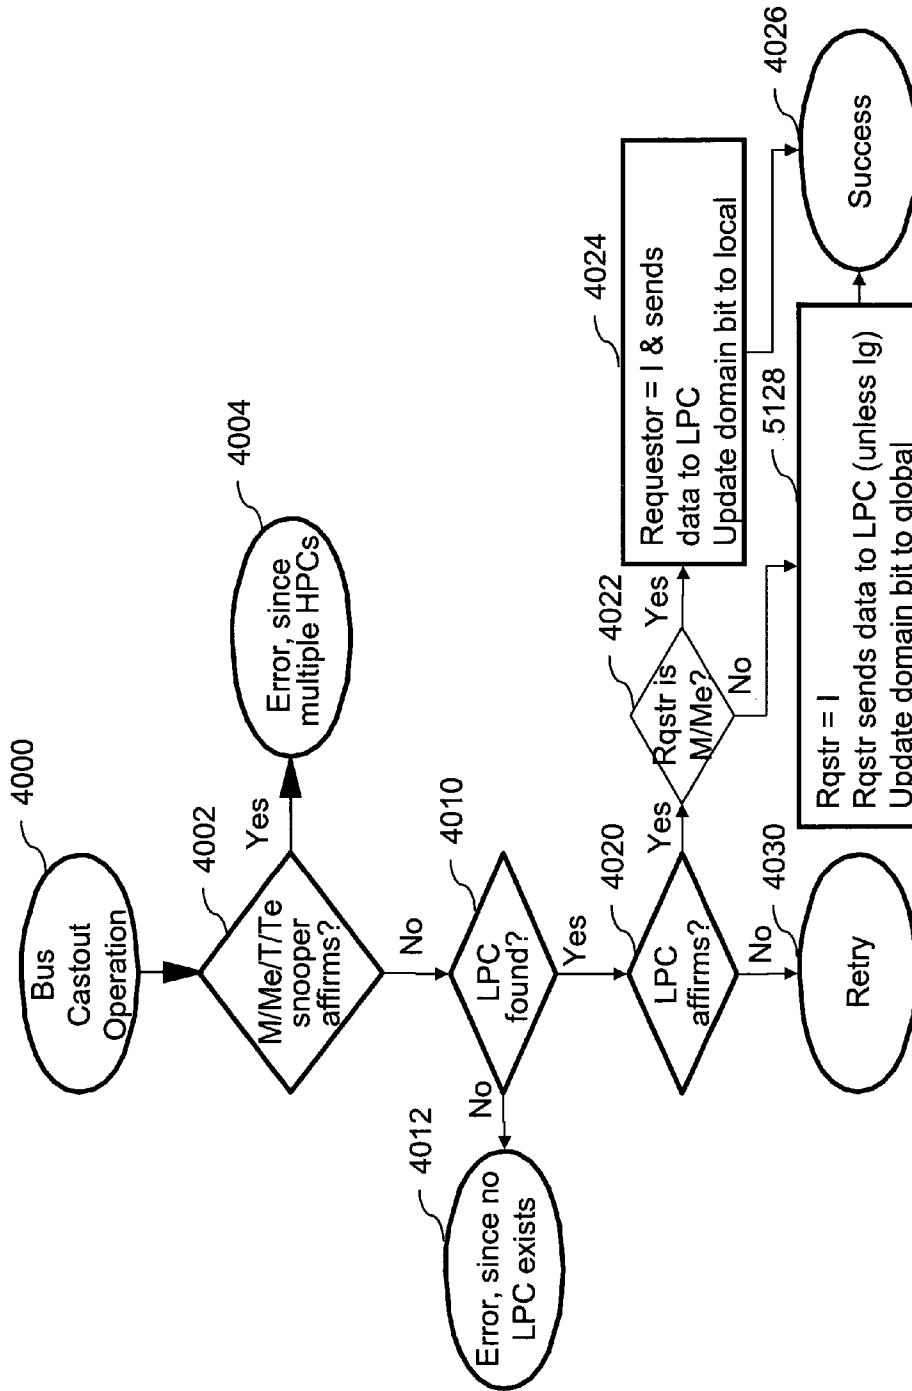 4000
Bus
Castout
Operation
4002
M/Me/T/Te
snooper
affirms?
Yes
4004
Error, since
multiple HPCs
No
4010
LPC
found?
No
4012
Error, since no
LPC exists
Yes
4020
LPC
affirms?
Yes
4022
Rqstr is
M/Me?
Yes
4024
Requestor = I & sends
data to LPC
Update domain bit to local
No
5128
Rqstr = I
Rqstr sends data to LPC (unless Ig)
Update domain bit to global
4026
Success
No
4030
Retry